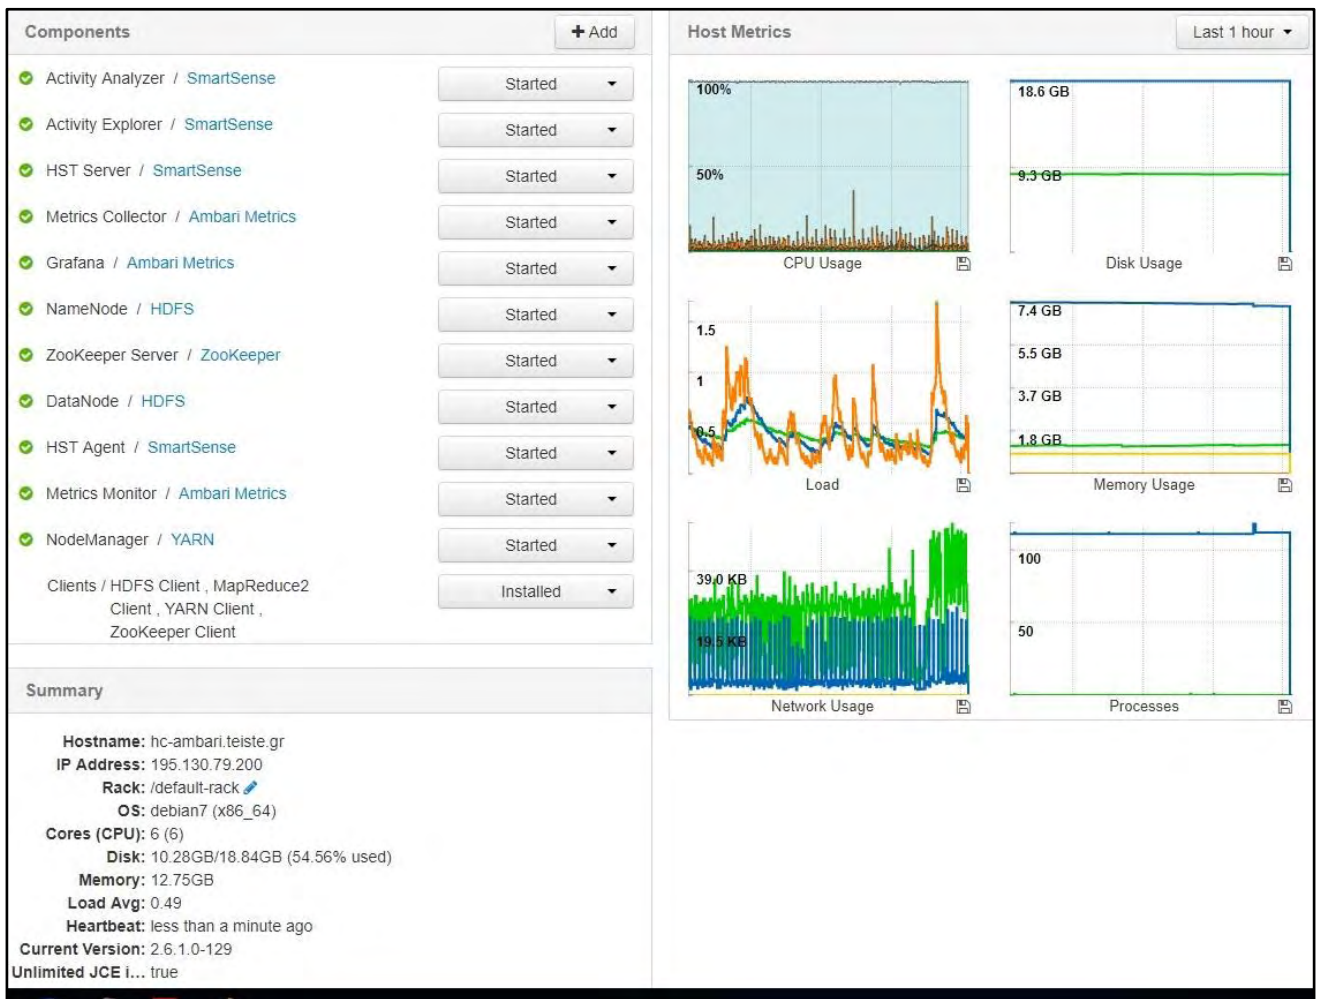 Components
+ Add
Activity Analyzer / SmartSense
Started
Activity Explorer / SmartSense
Started
HST Server / SmartSense
Started
Metrics Collector / Ambari Metrics
Started
Grafana / Ambari Metrics
Started
NameNode / HDFS
Started
ZooKeeper Server / ZooKeeper
Started
DataNode / HDFS
Started
HST Agent / SmartSense
Started
Metrics Monitor / Ambari Metrics
Started
NodeManager / YARN
Started
Clients / HDFS Client , MapReduce2
Client , YARN Client ,
ZooKeeper Client
Installed
Summary
Hostname: hc-ambari.teiste.gr
IP Address: 195.130.79.200
Rack: /default-rack
OS: debian7 (x86_64)
Cores (CPU): 6 (6)
Disk: 10.28GB/18.84GB (54.56% used)
Memory: 12.75GB
Load Avg: 0.49
Heartbeat: less than a minute ago
Current Version: 2.6.1.0-129
Unlimited JCE i... true
Host Metrics
Last 1 hour
100%
50%
CPU Usage
18.6 GB
9.3 GB
Disk Usage
1.5
1
0.5
Load
7.4 GB
5.5 GB
3.7 GB
1.8 GB
Memory Usage
39.0 KB
19.5 KB
Network Usage
100
50
Processes